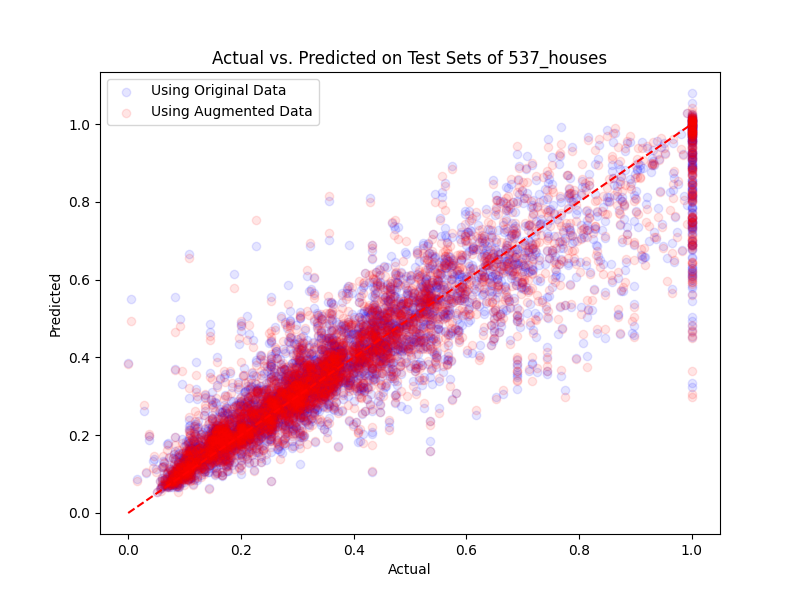 Actual vs. Predicted on Test Sets of 537_houses
Using Original Data
Using Augmented Data
Predicted
1.0
0.8
0.6
0.4
0.2
0.0
0.0 0.2 0.4 0.6 0.8 1.0
Actual